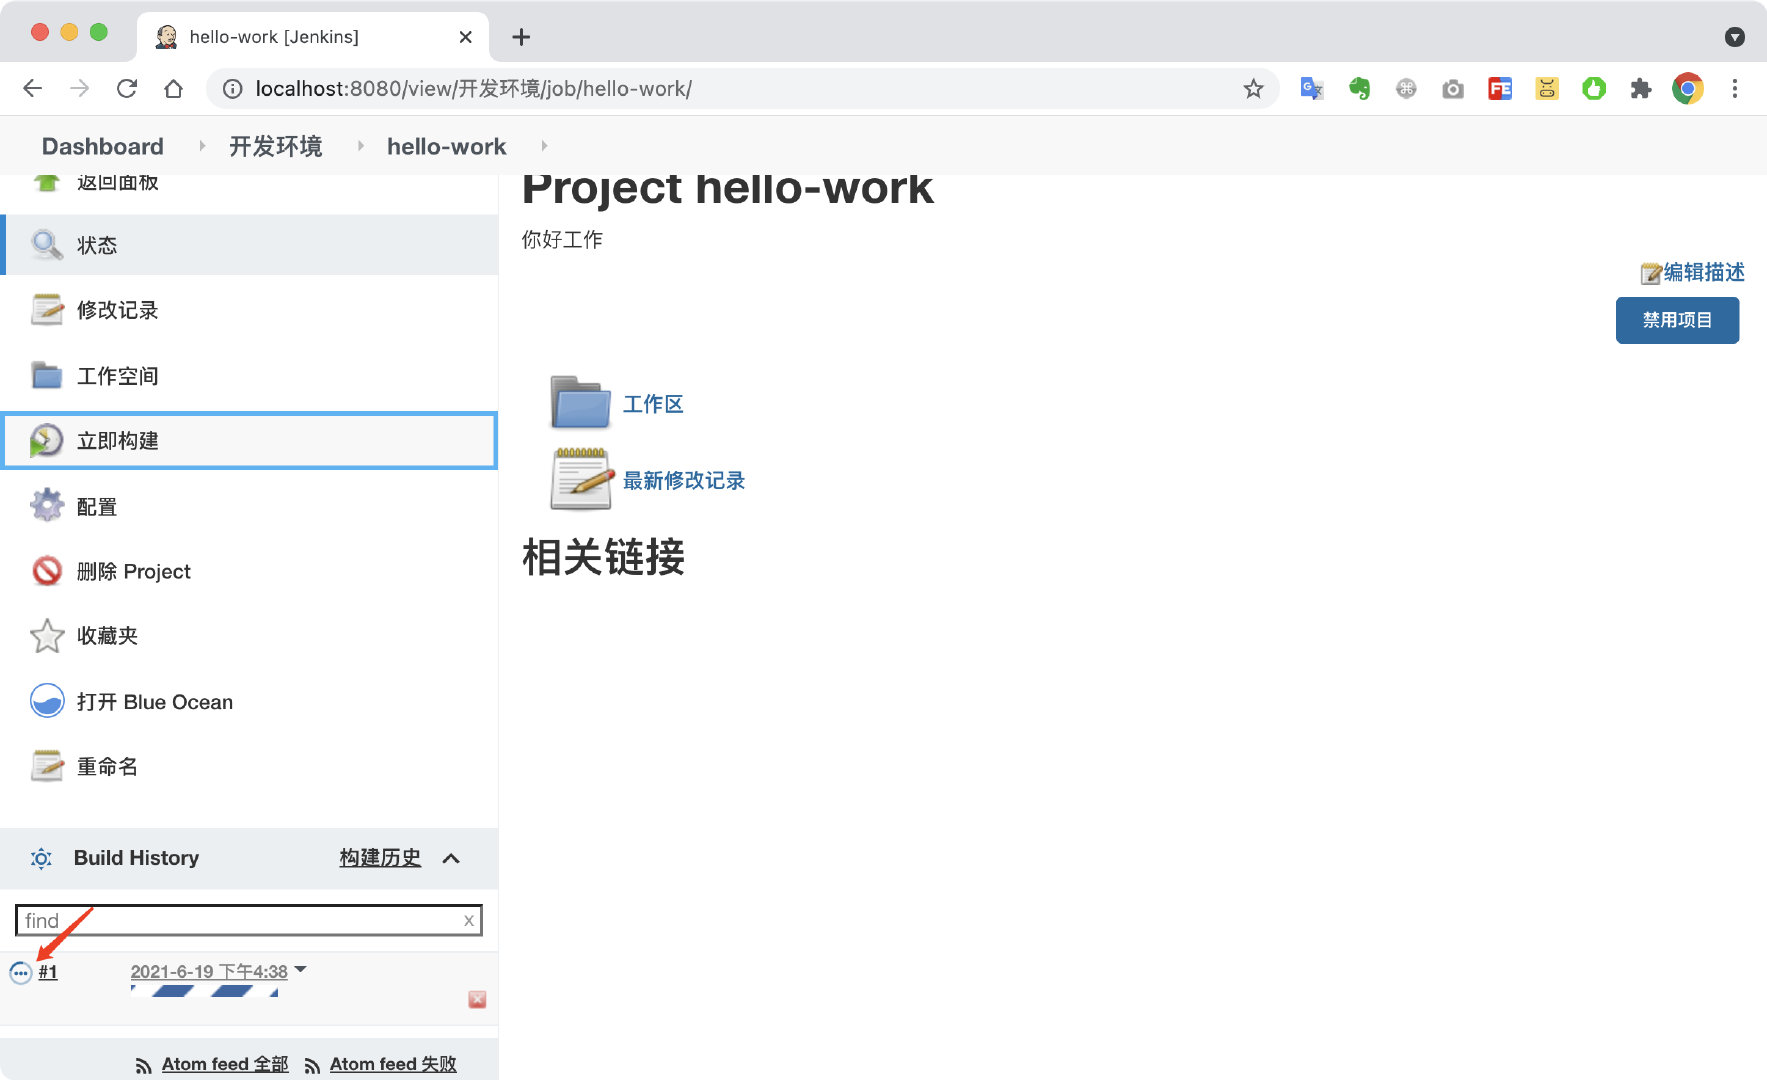 hello-work [Jenkins]
localhost:8080/view/开发环境/job/hello-work/
Dashboard 开发环境 hello-work
返回面板
状态
修改记录
工作空间
立即构建
配置
删除 Project
收藏夹
打开 Blue Ocean
重命名
Build History 构建历史
find x
#1 2021-6-19 下午4:38
Atom feed 全部 Atom feed 失败
Project hello-work
你好工作
编辑描述
禁用项目
工作区
最新修改记录
相关链接